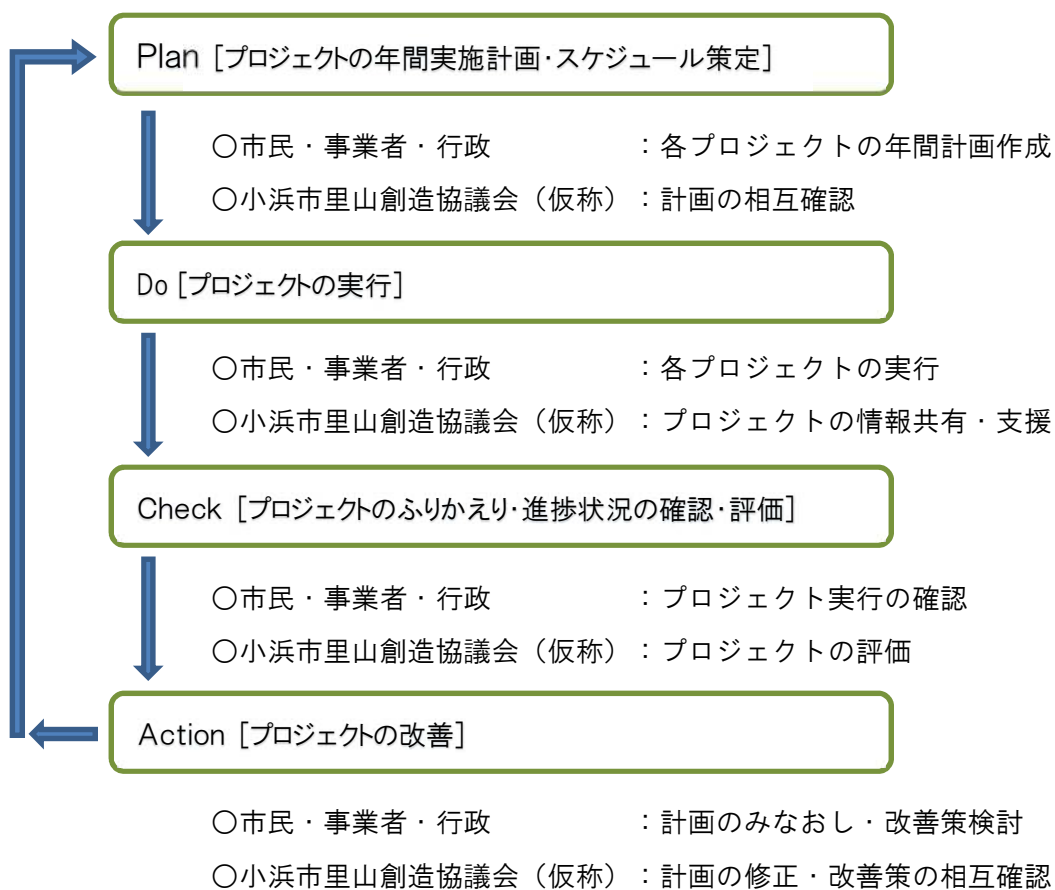 Plan [プロジェクトの年間実施計画・スケジュール策定]
〇市民・事業者・行政　　　　：各プロジェクトの年間計画作成
〇小浜市里山創造協議会（仮称）：計画の相互確認
Do [プロジェクトの実行]
〇市民・事業者・行政　　　　：各プロジェクトの実行
〇小浜市里山創造協議会（仮称）：プロジェクトの情報共有・支援
Check [プロジェクトのふりかえり・進捗状況の確認・評価]
〇市民・事業者・行政　　　　：プロジェクト実行の確認
〇小浜市里山創造協議会（仮称）：プロジェクトの評価
Action [プロジェクトの改善]
〇市民・事業者・行政　　　　：計画のみなおし・改善策検討
〇小浜市里山創造協議会（仮称）：計画の修正・改善策の相互確認